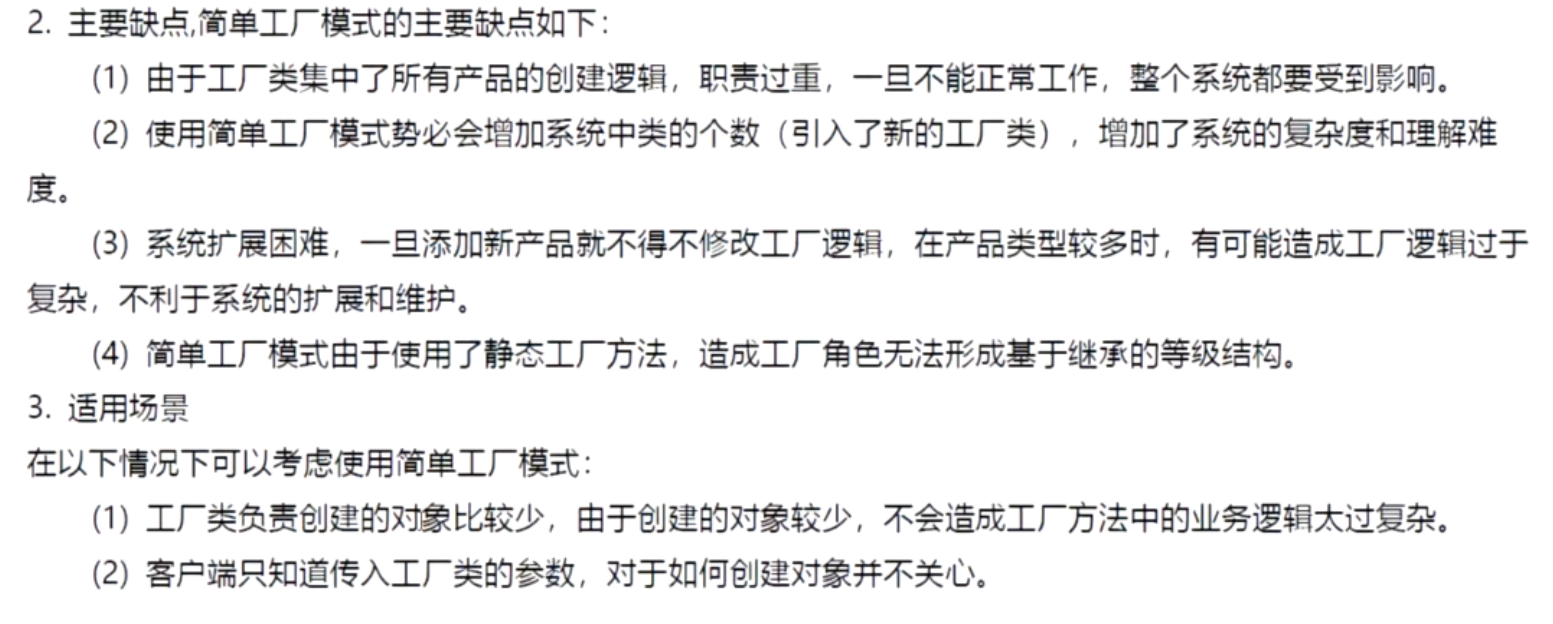 2. 主要缺点,简单工厂模式的主要缺点如下：
（1）由于工厂类集中了所有产品的创建逻辑，职责过重，一旦不能正常工作，整个系统都要受到影响。
（2）使用简单工厂模式势必会增加系统中类的个数（引入了新的工厂类），增加了系统的复杂度和理解难
度。
（3）系统扩展困难，一旦添加新产品就不得不修改工厂逻辑，在产品类型较多时，有可能造成工厂逻辑过于
复杂，不利于系统的扩展和维护。
（4）简单工厂模式由于使用了静态工厂方法，造成工厂角色无法形成基于继承的等级结构。
3. 适用场景
在以下情况下可以考虑使用简单工厂模式：
（1）工厂类负责创建的对象比较少，由于创建的对象较少，不会造成工厂方法中的业务逻辑太过复杂。
（2）客户端只知道传入工厂类的参数，对于如何创建对象并不关心。